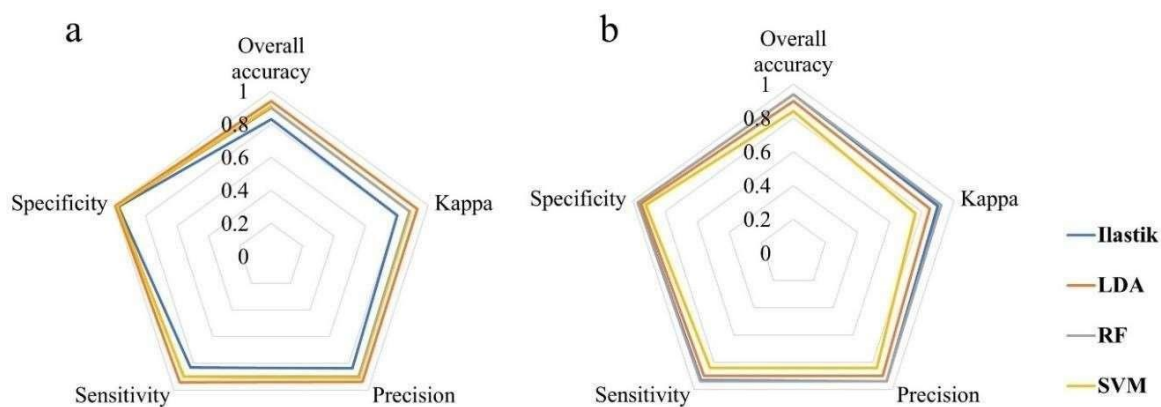 a
Overall
accuracy
1
0.8
0.6
0.4
0.2
0
Kappa
Precision
Sensitivity
Specificity
b
Overall
accuracy
1
0.8
0.6
0.4
0.2
0
Kappa
Precision
Sensitivity
Specificity
Ilastik
LDA
RF
SVM